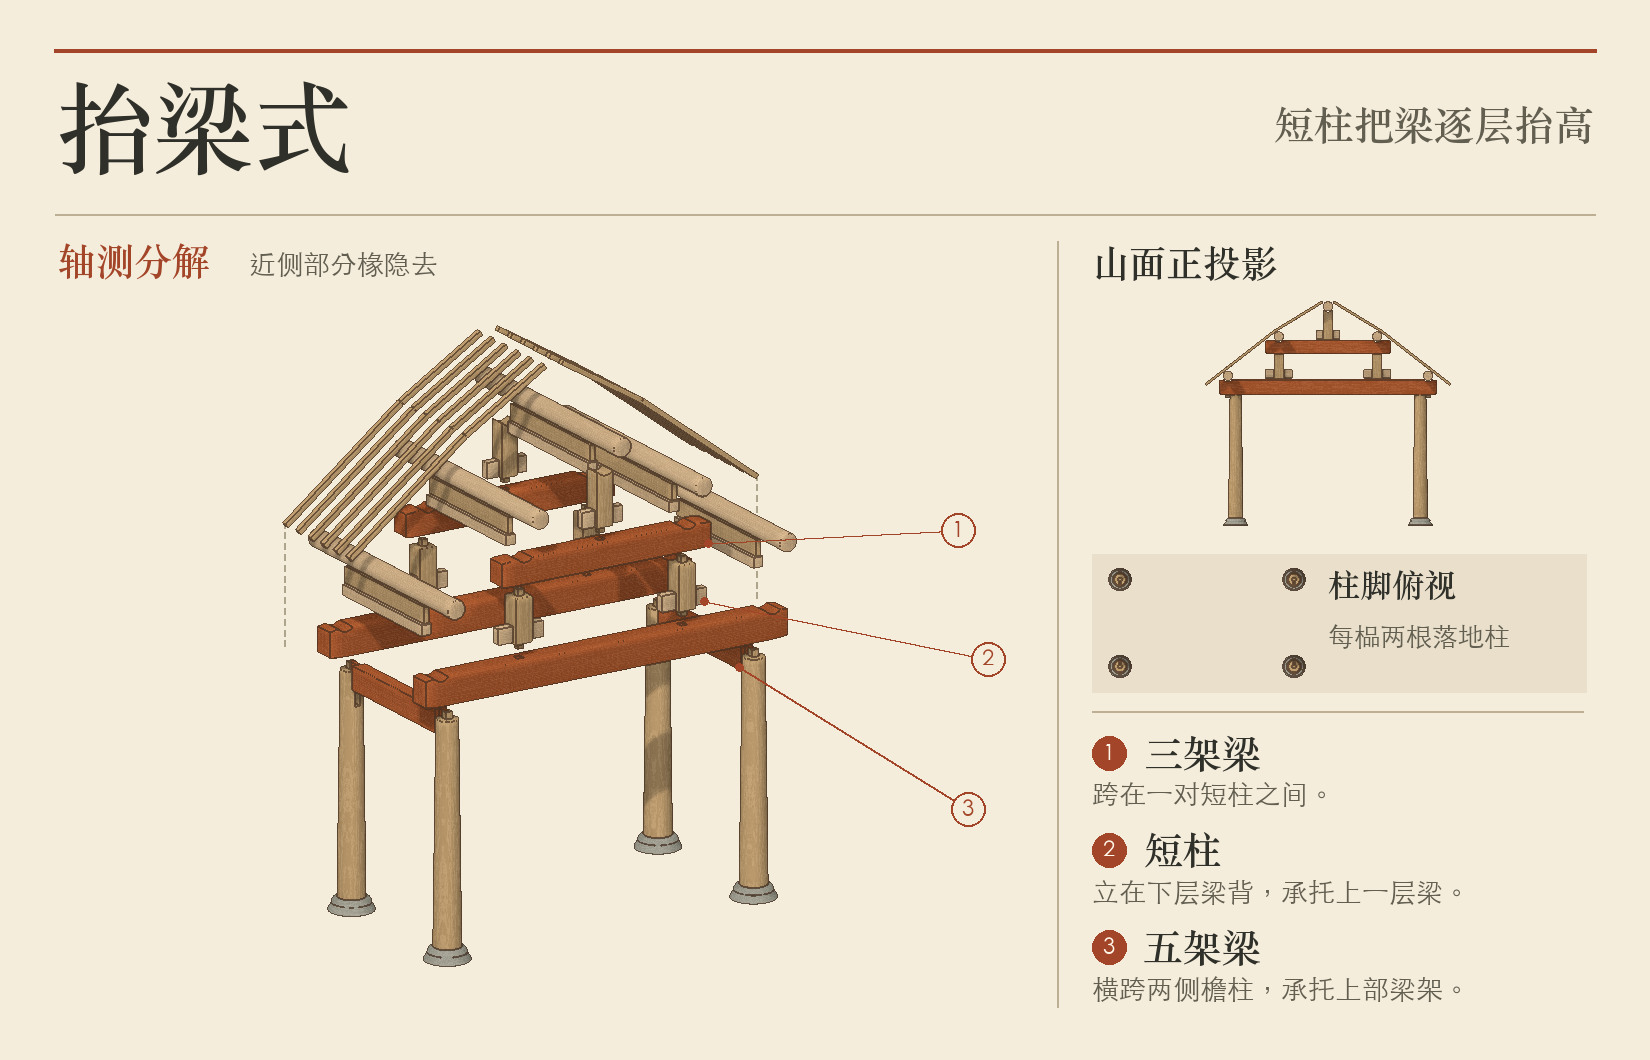 抬梁式
短柱把梁逐层抬高
轴测分解
近侧部分椽隐去
1
2
3
山面正投影
柱脚俯视
每榀两根落地柱
1 三架梁
跨在一对短柱之间。
2 短柱
立在下层梁背，承托上一层梁。
3 五架梁
横跨两侧檐柱，承托上部梁架。